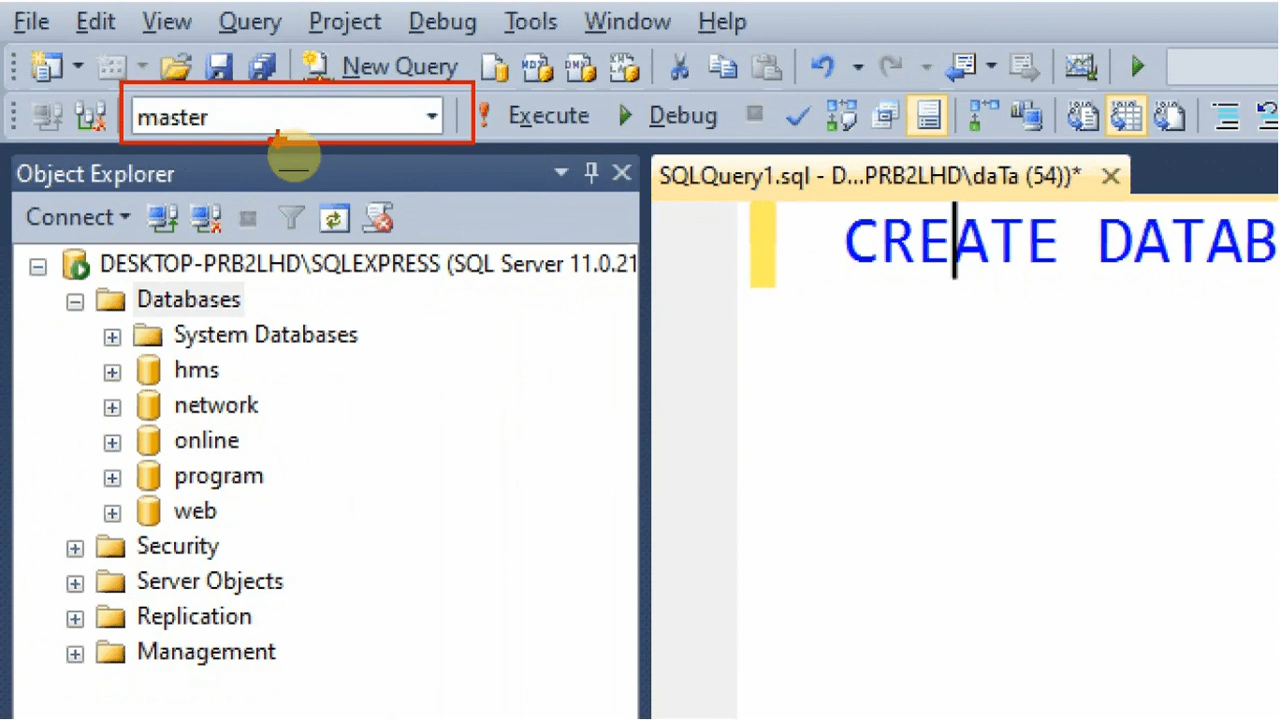 File Edit View Query Project Debug Tools Window Help
New Query
master Execute Debug
Object Explorer
SQLQuery1.sql - D...PRB2LHD\daTa (54))*
Connect
CREATE DATAB
DESKTOP-PRB2LHD\SQLEXPRESS (SQL Server 11.0.21
Databases
System Databases
hms
network
online
program
web
Security
Server Objects
Replication
Management